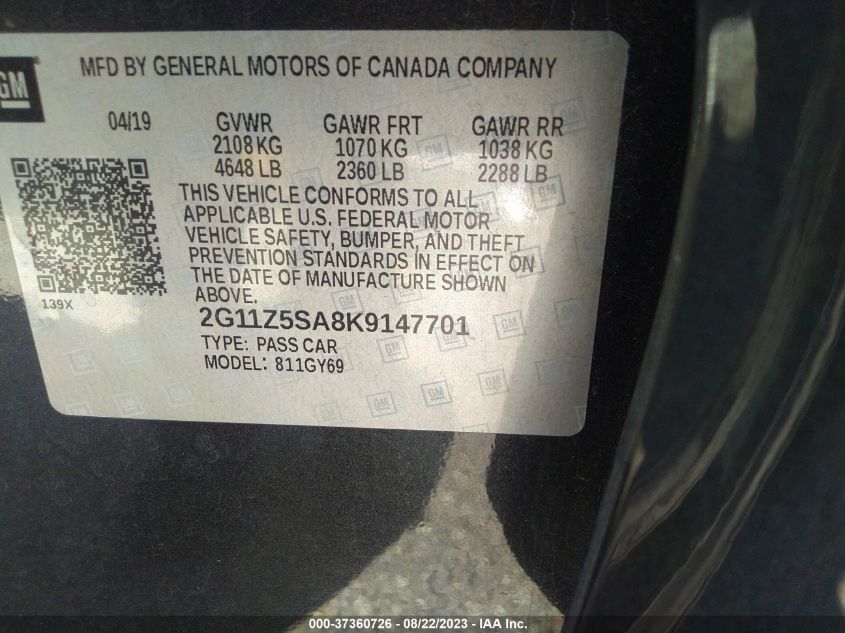 GM
MFD BY GENERAL MOTORS OF CANADA COMPANY
04/19 GVWR GAWR FRT GAWR RR
2108 KG 1070 KG 1038 KG
4648 LB 2360 LB 2288 LB
THIS VEHICLE CONFORMS TO ALL
APPLICABLE U.S. FEDERAL MOTOR
VEHICLE SAFETY, BUMPER, AND THEFT
PREVENTION STANDARDS IN EFFECT ON
THE DATE OF MANUFACTURE SHOWN
ABOVE.
139X
2G11Z5SA8K9147701
TYPE: PASS CAR
MODEL: 811GY69
000-37360726 - 08/22/2023 - IAA Inc.